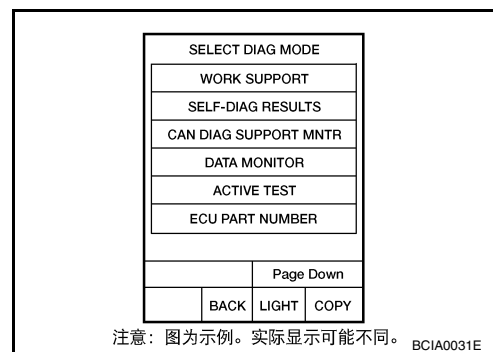 SELECT DIAG MODE
WORK SUPPORT
SELF-DIAG RESULTS
CAN DIAG SUPPORT MNTR
DATA MONITOR
ACTIVE TEST
ECU PART NUMBER
Page Down
BACK LIGHT COPY
注意：图为示例。实际显示可能不同。
BCIA0031E